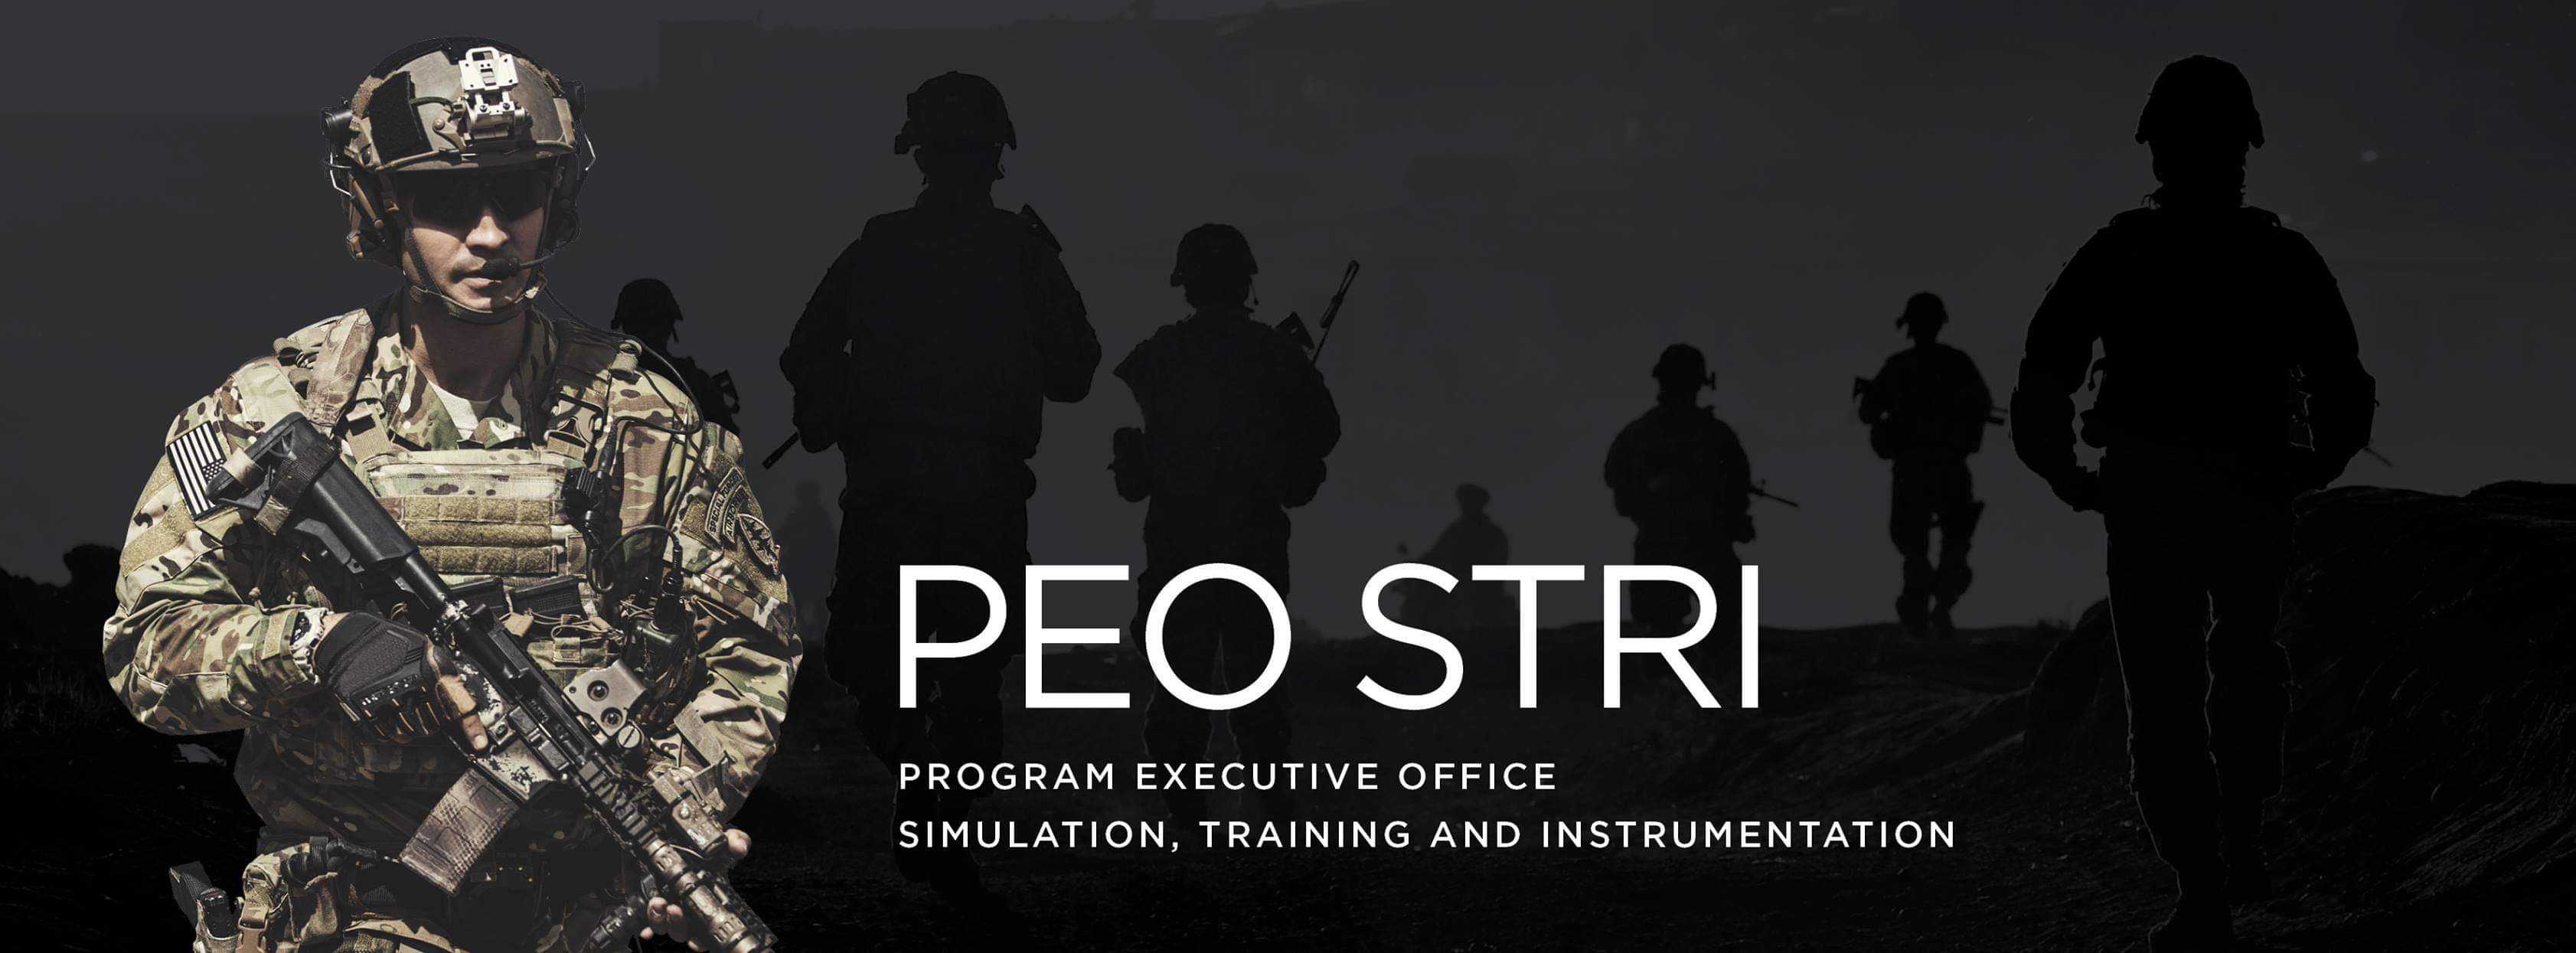 PEO STRI
PROGRAM EXECUTIVE OFFICE
SIMULATION, TRAINING AND INSTRUMENTATION